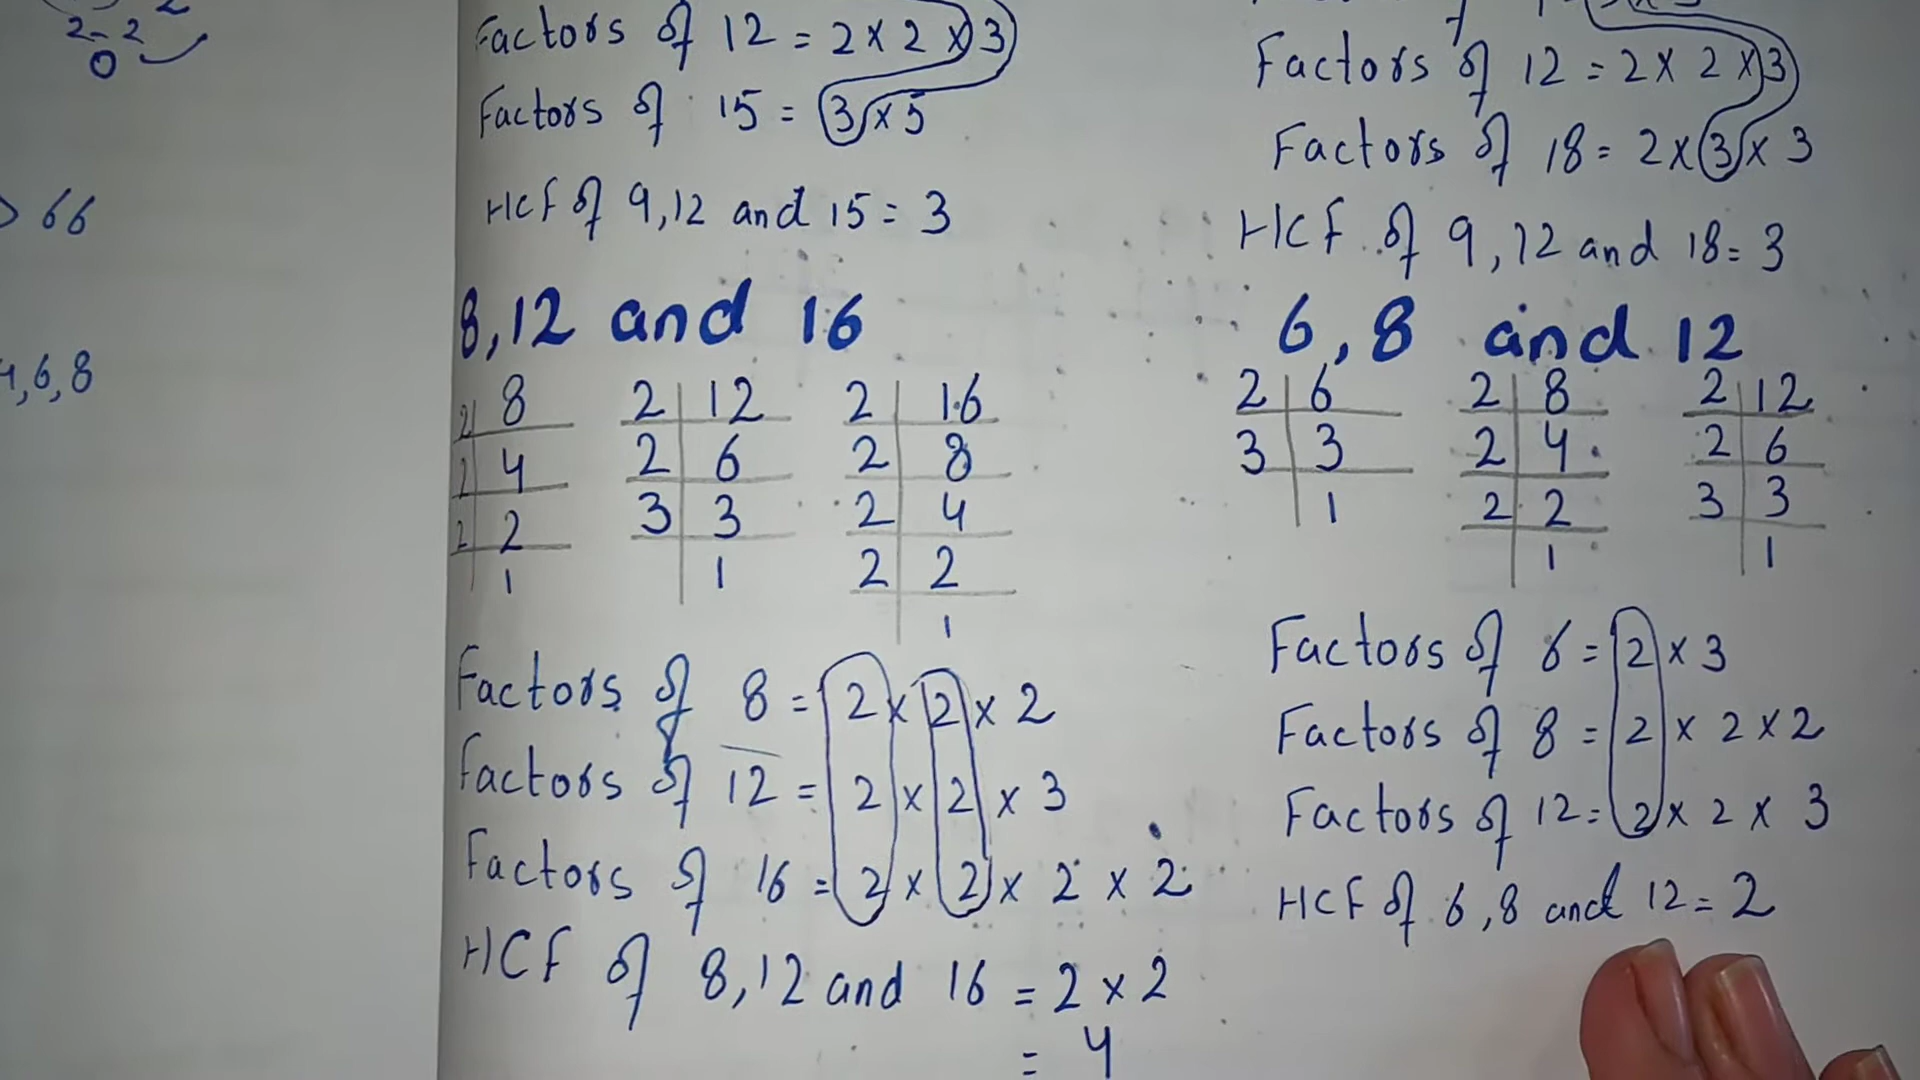 2-2
0
66
4,6,8
Factors of 12 = 2 x 2 x 3
Factors of 15 = 3 x 5
HCF of 9,12 and 15 = 3
8,12 and 16
2 8
2 4
2 2
1
2 12
2 6
3 3
1
2 16
2 8
2 4
2 2
1
Factors of 8 = 2 x 2 x 2
Factors of 12 = 2 x 2 x 3
Factors of 16 = 2 x 2 x 2 x 2
HCF of 8,12 and 16 = 2 x 2
= 4
Factors of 12 = 2 x 2 x 3
Factors of 18 = 2 x 3 x 3
HCF of 9,12 and 18 = 3
6,8 and 12
2 6
3 3
1
2 8
2 4
2 2
1
2 12
2 6
3 3
1
Factors of 6 = 2 x 3
Factors of 8 = 2 x 2 x 2
Factors of 12 = 2 x 2 x 3
HCF of 6,8 and 12 = 2